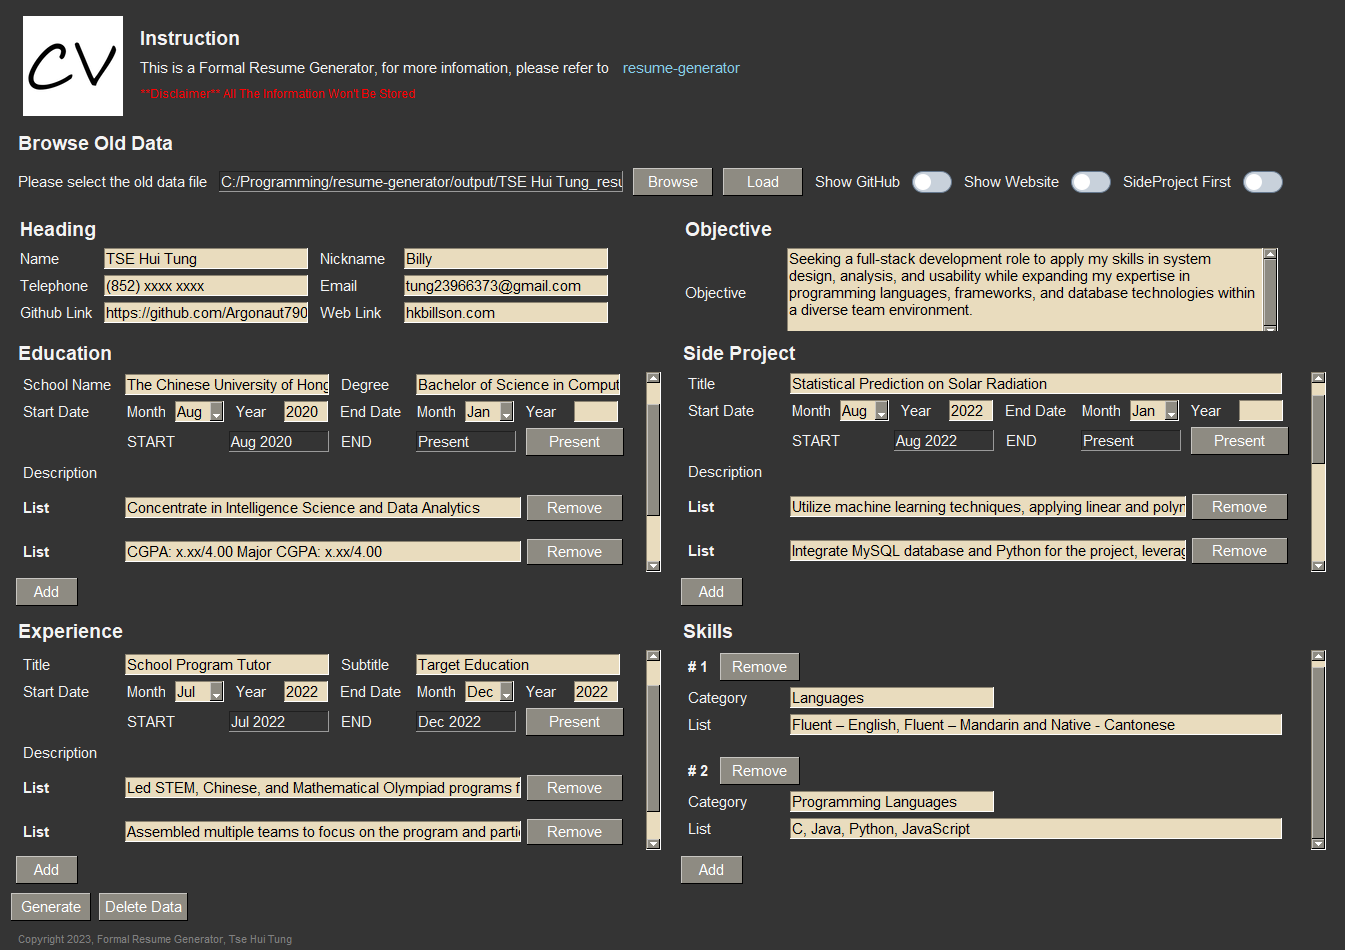 CV
Instruction
This is a Formal Resume Generator, for more infomation, please refer to resume-generator
**Disclaimer** All The Information Won't Be Stored
Browse Old Data
Please select the old data file C:/Programming/resume-generator/output/TSE Hui Tung_resu Browse Load Show GitHub Show Website SideProject First
Heading
Name TSE Hui Tung Nickname Billy
Telephone (852) xxxx xxxx Email tung23966373@gmail.com
Github Link https://github.com/Argonaut790 Web Link hkbillson.com
Objective
Objective
Seeking a full-stack development role to apply my skills in system
design, analysis, and usability while expanding my expertise in
programming languages, frameworks, and database technologies within
a diverse team environment.
Education
School Name The Chinese University of Hong Degree Bachelor of Science in Comput
Start Date Month Aug Year 2020 End Date Month Jan Year
START Aug 2020 END Present Present
Description
List Concentrate in Intelligence Science and Data Analytics Remove
List CGPA: x.xx/4.00 Major CGPA: x.xx/4.00 Remove
Add
Side Project
Title Statistical Prediction on Solar Radiation
Start Date Month Aug Year 2022 End Date Month Jan Year
START Aug 2022 END Present Present
Description
List Utilize machine learning techniques, applying linear and polyn Remove
List Integrate MySQL database and Python for the project, leverag Remove
Add
Experience
Title School Program Tutor Subtitle Target Education
Start Date Month Jul Year 2022 End Date Month Dec Year 2022
START Jul 2022 END Dec 2022 Present
Description
List Led STEM, Chinese, and Mathematical Olympiad programs f Remove
List Assembled multiple teams to focus on the program and partic Remove
Add
Skills
# 1 Remove
Category Languages
List Fluent – English, Fluent – Mandarin and Native - Cantonese
# 2 Remove
Category Programming Languages
List C, Java, Python, JavaScript
Add
Generate Delete Data
Copyright 2023, Formal Resume Generator, Tse Hui Tung